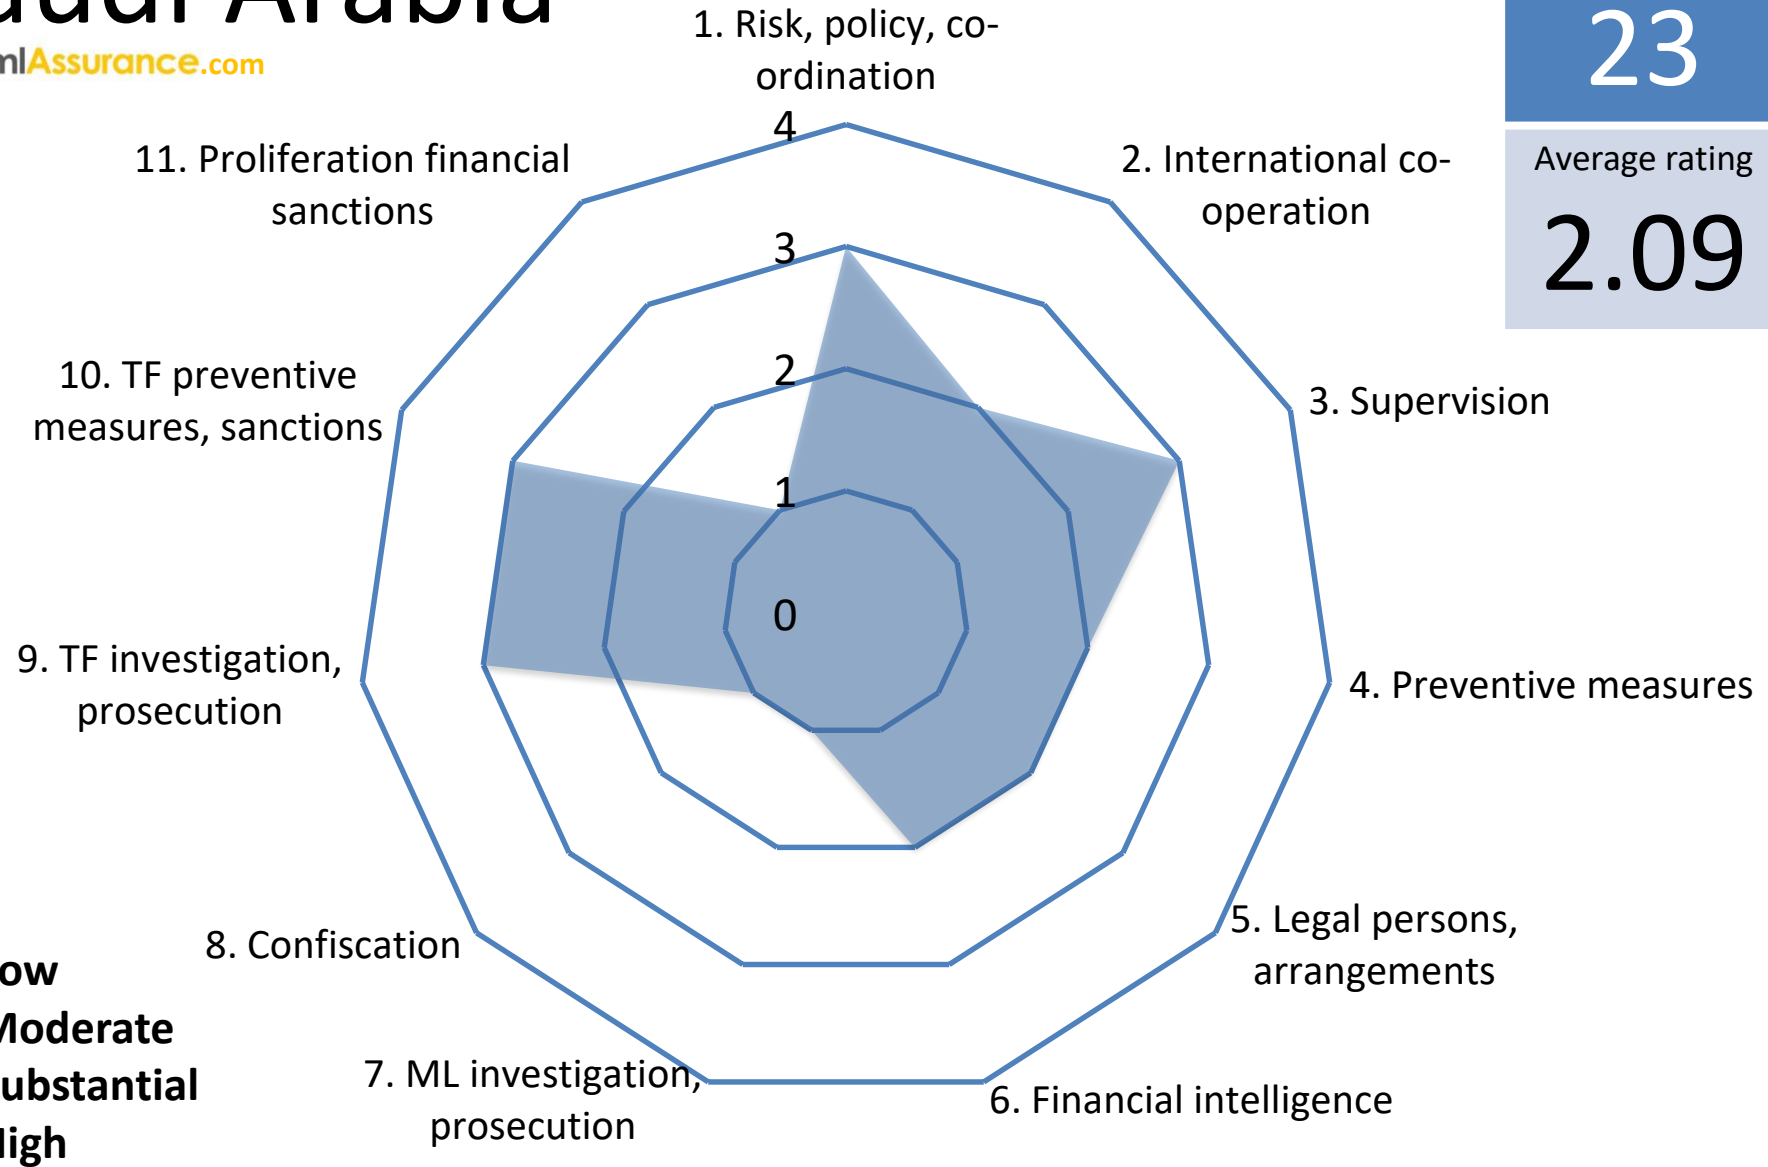 Arabia
mlAssurance.com
23
Average rating
2.09
1. Risk, policy, co-
ordination
2. International co-
operation
3. Supervision
4. Preventive measures
5. Legal persons,
arrangements
6. Financial intelligence
7. ML investigation,
prosecution
8. Confiscation
9. TF investigation,
prosecution
10. TF preventive
measures, sanctions
11. Proliferation financial
sanctions
4
3
2
1
0
ow
Moderate
ubstantial
High